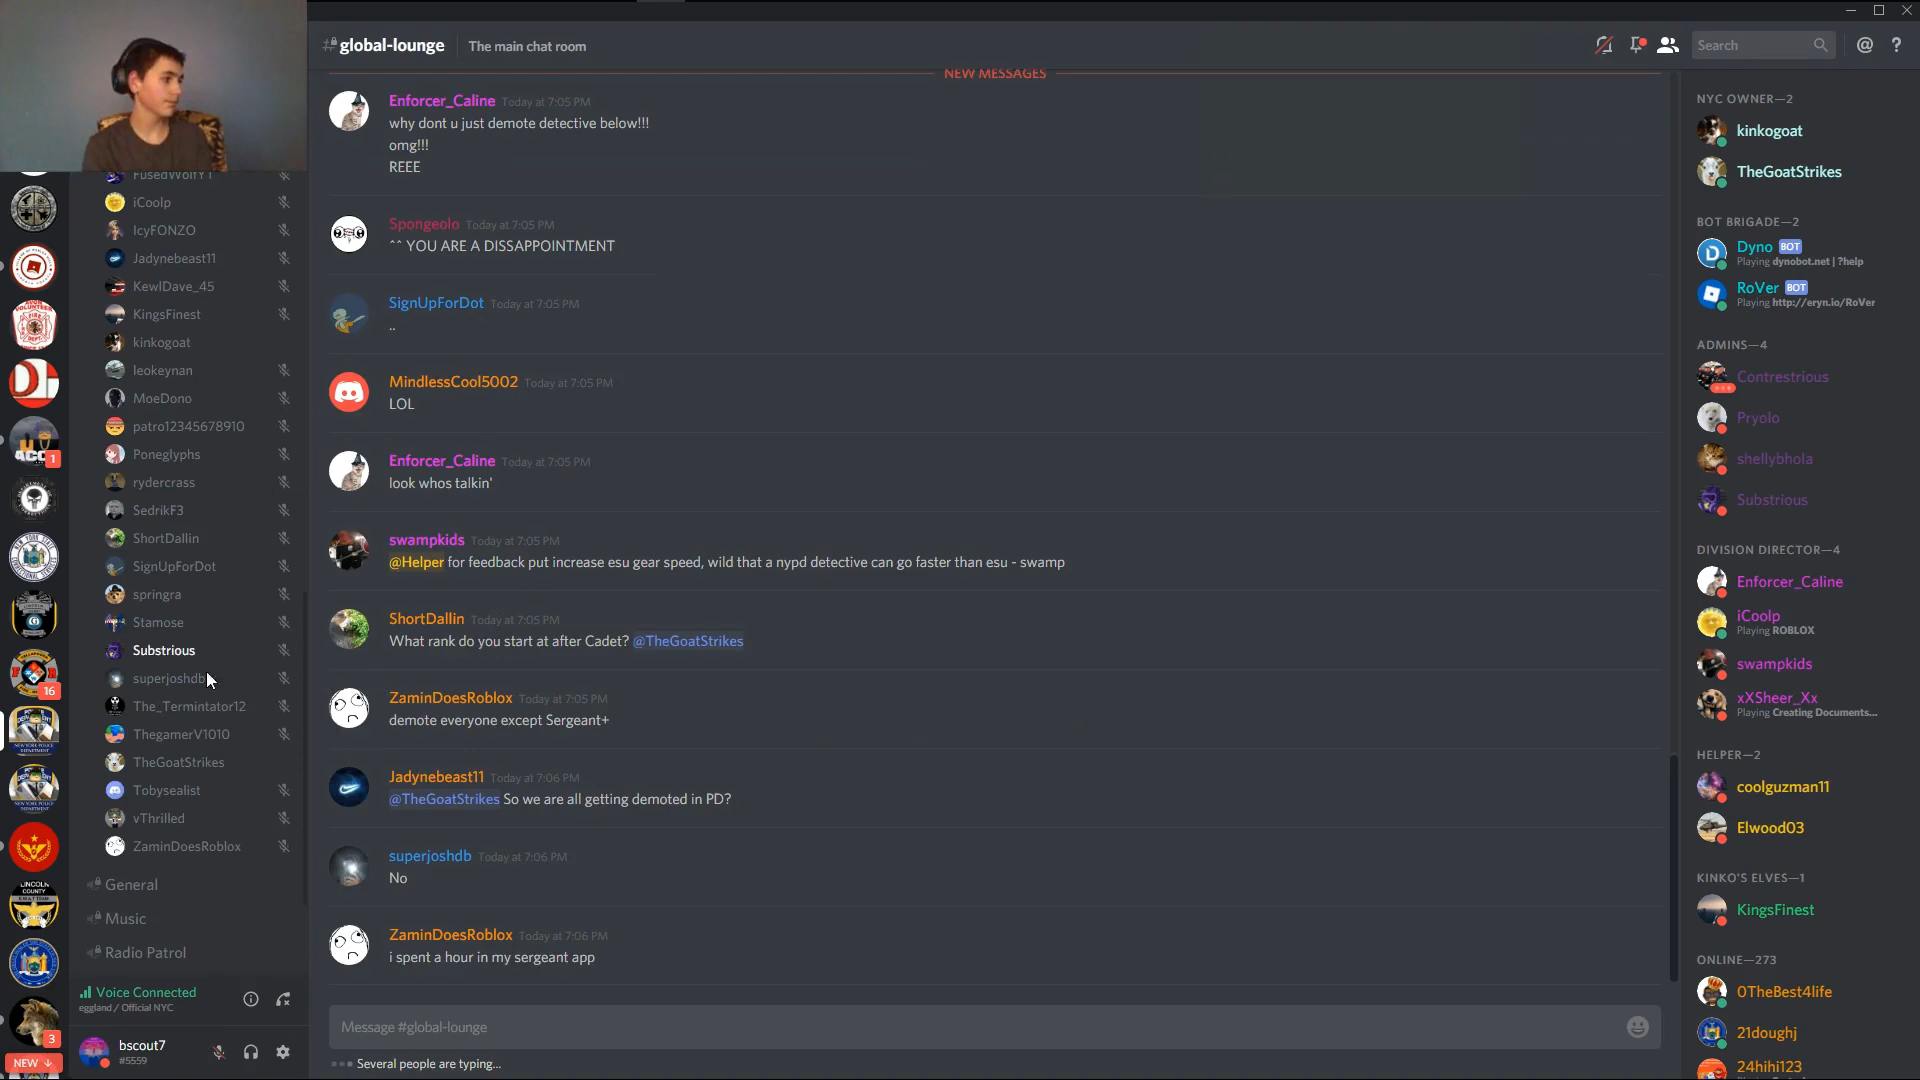 global-lounge
The main chat room
Search
NEW MESSAGES
Enforcer_Caline Today at 7:05 PM
why dont u just demote detective below!!!
omg!!!
REEE
Spongeolo Today at 7:05 PM
^^ YOU ARE A DISSAPPOINTMENT
SignUpForDot Today at 7:05 PM
..
MindlessCool5002 Today at 7:05 PM
LOL
Enforcer_Caline Today at 7:05 PM
look whos talkin'
swampkids Today at 7:05 PM
@Helper for feedback put increase esu gear speed, wild that a nypd detective can go faster than esu - swamp
ShortDallin Today at 7:05 PM
What rank do you start at after Cadet? @TheGoatStrikes
ZaminDoesRoblox Today at 7:05 PM
demote everyone except Sergeant+
Jadynebeast11 Today at 7:06 PM
@TheGoatStrikes So we are all getting demoted in PD?
superjoshdb Today at 7:06 PM
No
ZaminDoesRoblox Today at 7:06 PM
i spent a hour in my sergeant app
Message #global-lounge
Several people are typing...
FusedWolfYT
iCoolp
IcyFONZO
Jadynebeast11
KewlDave_45
KingsFinest
kinkogoat
leokeynan
MoeDono
patro12345678910
Poneglyphs
rydercrass
SedrikF3
ShortDallin
SignUpForDot
springra
Stamose
Substrious
superjoshdb
The_Termintator12
ThegamerV1010
TheGoatStrikes
Tobysealist
vThrilled
ZaminDoesRoblox
General
Music
Radio Patrol
Voice Connected
eggland / Official NYC
bscout7
#5559
1
16
3
NEW
NYC OWNER—2
kinkogoat
TheGoatStrikes
BOT BRIGADE—2
Dyno BOT
Playing dynobot.net | ?help
RoVer BOT
Playing http://eryn.io/RoVer
ADMINS—4
Contrestrious
Pryolo
shellybhola
Substrious
DIVISION DIRECTOR—4
Enforcer_Caline
iCoolp
Playing ROBLOX
swampkids
xXSheer_Xx
Playing Creating Documents...
HELPER—2
coolguzman11
Elwood03
KINKO'S ELVES—1
KingsFinest
ONLINE—273
0TheBest4life
21doughj
24hihi123